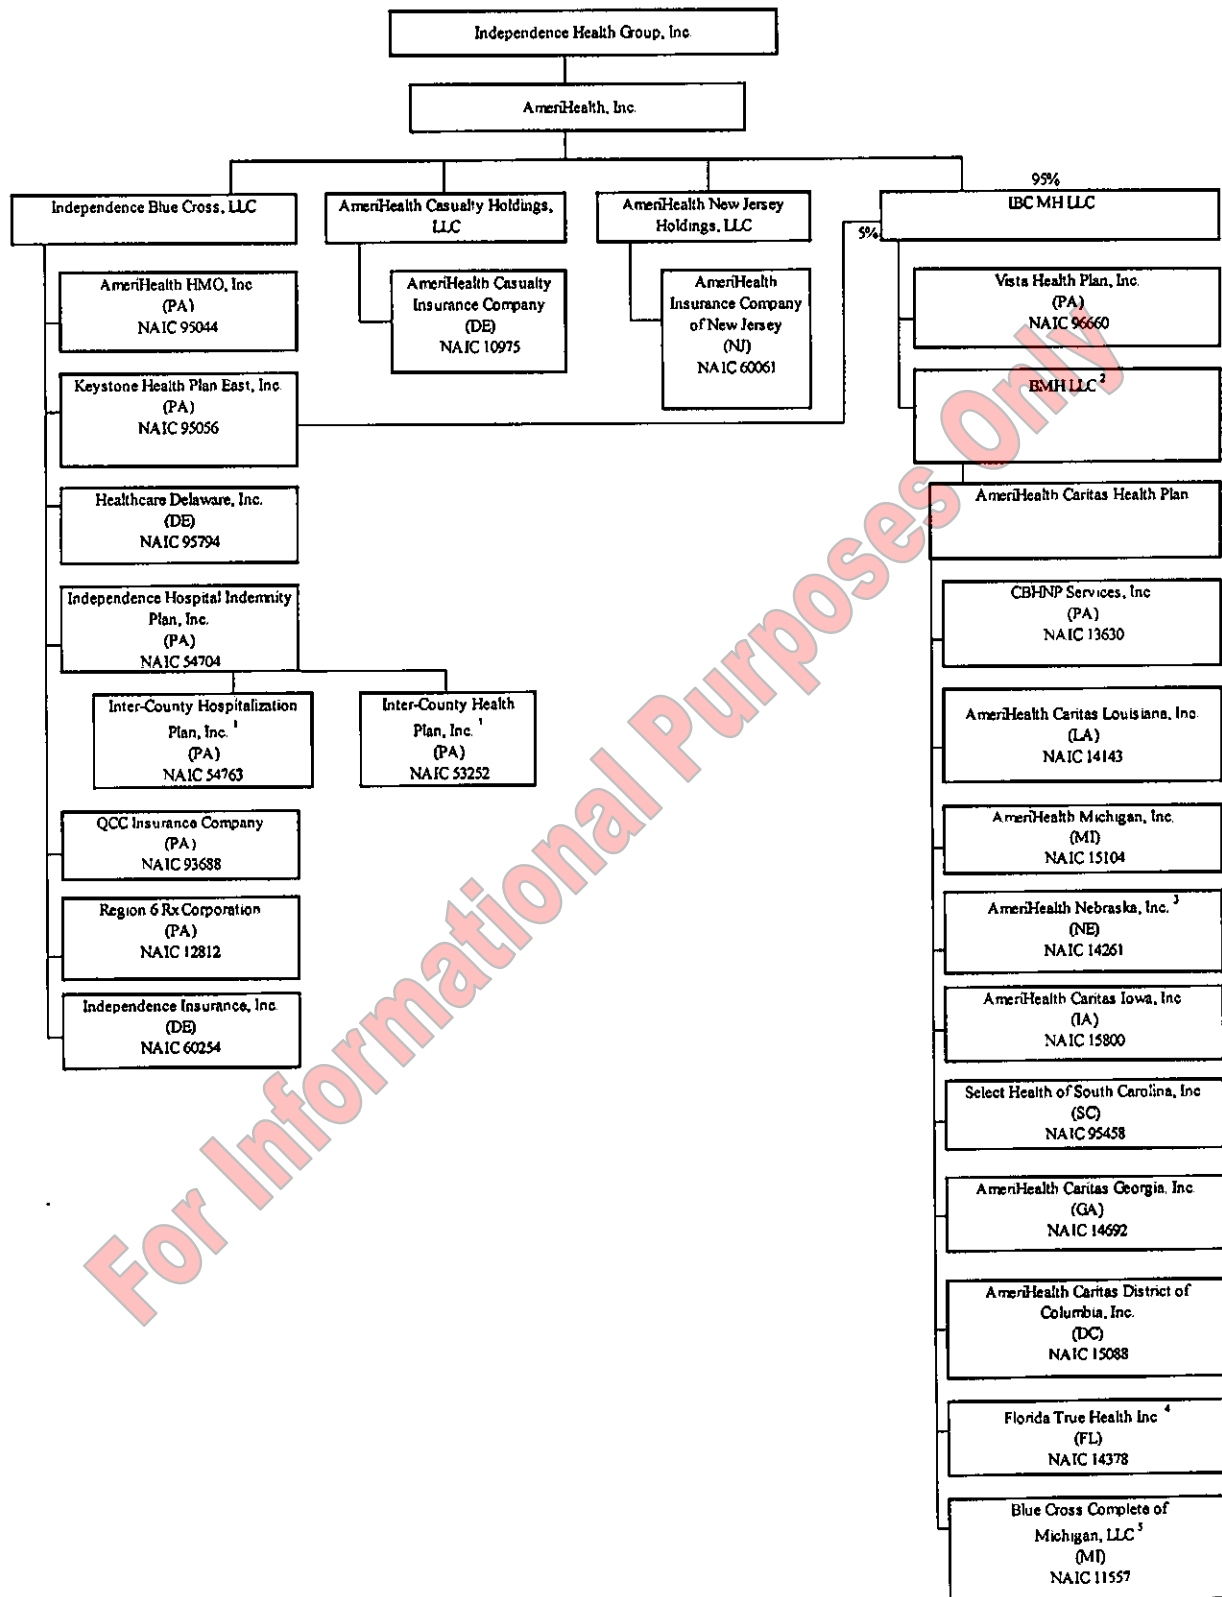 Independence Health Group, Inc.
AmeriHealth, Inc.
Independence Blue Cross, LLC
AmeriHealth Casualty Holdings,
LLC
AmeriHealth New Jersey
Holdings, LLC
95%
IBC MH LLC
5%
AmeriHealth HMO, Inc
(PA)
NAIC 95044
Keystone Health Plan East, Inc.
(PA)
NAIC 95056
Healthcare Delaware, Inc.
(DE)
NAIC 95794
Independence Hospital Indemnity
Plan, Inc.
(PA)
NAIC 54704
Inter-County Hospitalization
Plan, Inc. 1
(PA)
NAIC 54763
Inter-County Health
Plan, Inc. 1
(PA)
NAIC 53252
QCC Insurance Company
(PA)
NAIC 93688
Region 6 Rx Corporation
(PA)
NAIC 12812
Independence Insurance, Inc.
(DE)
NAIC 60254
AmeriHealth Casualty
Insurance Company
(DE)
NAIC 10975
AmeriHealth
Insurance Company
of New Jersey
(NJ)
NAIC 60061
Vista Health Plan, Inc.
(PA)
NAIC 96660
BMH LLC 2
AmeriHealth Caritas Health Plan
CBHNP Services, Inc
(PA)
NAIC 13630
AmeriHealth Caritas Louisiana, Inc.
(LA)
NAIC 14143
AmeriHealth Michigan, Inc.
(MI)
NAIC 15104
AmeriHealth Nebraska, Inc. 3
(NE)
NAIC 14261
AmeriHealth Caritas Iowa, Inc
(IA)
NAIC 15800
Select Health of South Carolina, Inc
(SC)
NAIC 95458
AmeriHealth Caritas Georgia, Inc.
(GA)
NAIC 14692
AmeriHealth Caritas District of
Columbia, Inc.
(DC)
NAIC 15088
Florida True Health Inc 4
(FL)
NAIC 14378
Blue Cross Complete of
Michigan, LLC 5
(MI)
NAIC 11557
For Informational Purposes Only